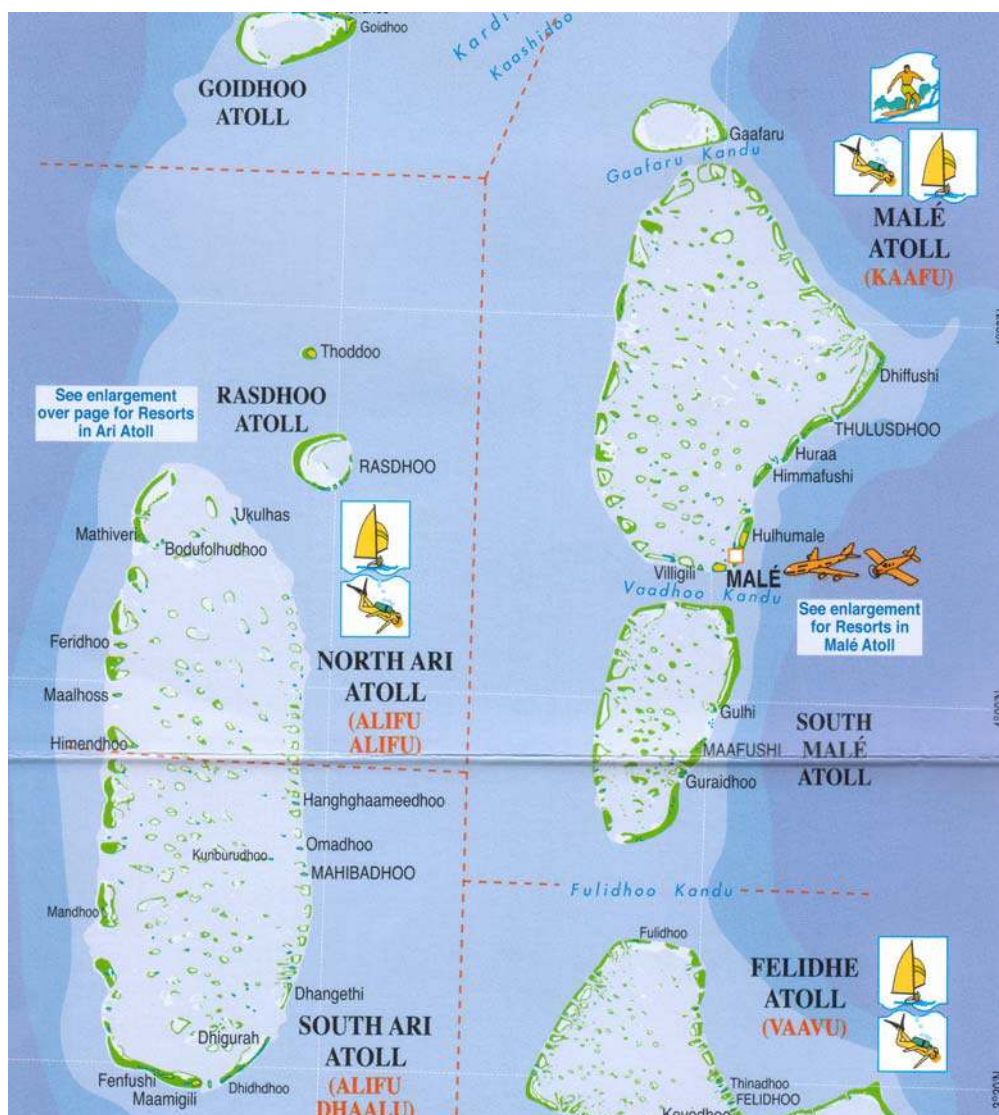 Goidhoo
GOIDHOO
ATOLL
Kaashidoo
Gaafaru
Gaafaru Kandu
MALÉ
ATOLL
(KAAFU)
Thoddoo
See enlargement
over page for Resorts
in Ari Atoll
RASDHOO
ATOLL
RASDHOO
Dhiffushi
THULUSDHOO
Huraa
Himmafushi
Ukulhas
Mathiveri
Bodufolhudhoo
Hulhumale
Villigili
MALÉ
Vaadhoo Kandu
See enlargement
for Resorts in
Malé Atoll
Feridhoo
NORTH ARI
ATOLL
(ALIFU
ALIFU)
Maalhoss
Himendhoo
Gulhi
SOUTH
MALÉ
ATOLL
MAAFUSHI
Guraidhoo
Hanghghaameedhoo
Omadhoo
Kunburudhoo
MAHIBADHOO
Mandhoo
Fulidhoo Kandu
Fulidhoo
FELIDHE
ATOLL
(VAAVU)
Dhangethi
SOUTH ARI
ATOLL
(ALIFU
DHAALU)
Dhigurah
Fenfushi
Maamigili
Dhidhdhoo
Thinadhoo
FELIDHOO